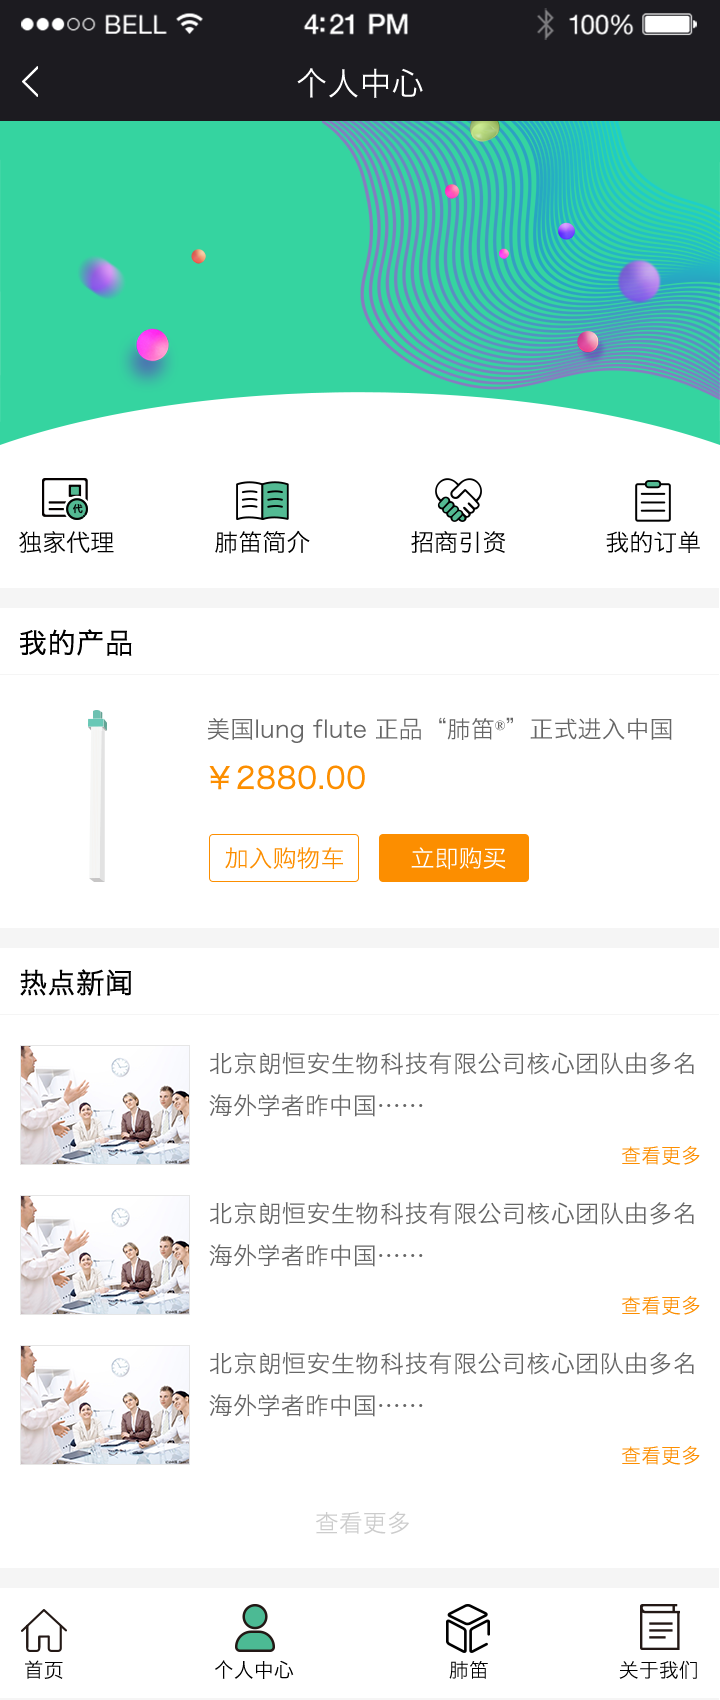 BELL 4:21 PM 100%
个人中心
代
独家代理 肺笛简介 招商引资 我的订单
我的产品
美国lung flute 正品“肺笛®”正式进入中国
￥2880.00
加入购物车 立即购买
热点新闻
北京朗恒安生物科技有限公司核心团队由多名
海外学者昨中国……
查看更多
北京朗恒安生物科技有限公司核心团队由多名
海外学者昨中国……
查看更多
北京朗恒安生物科技有限公司核心团队由多名
海外学者昨中国……
查看更多
查看更多
首页 个人中心 肺笛 关于我们